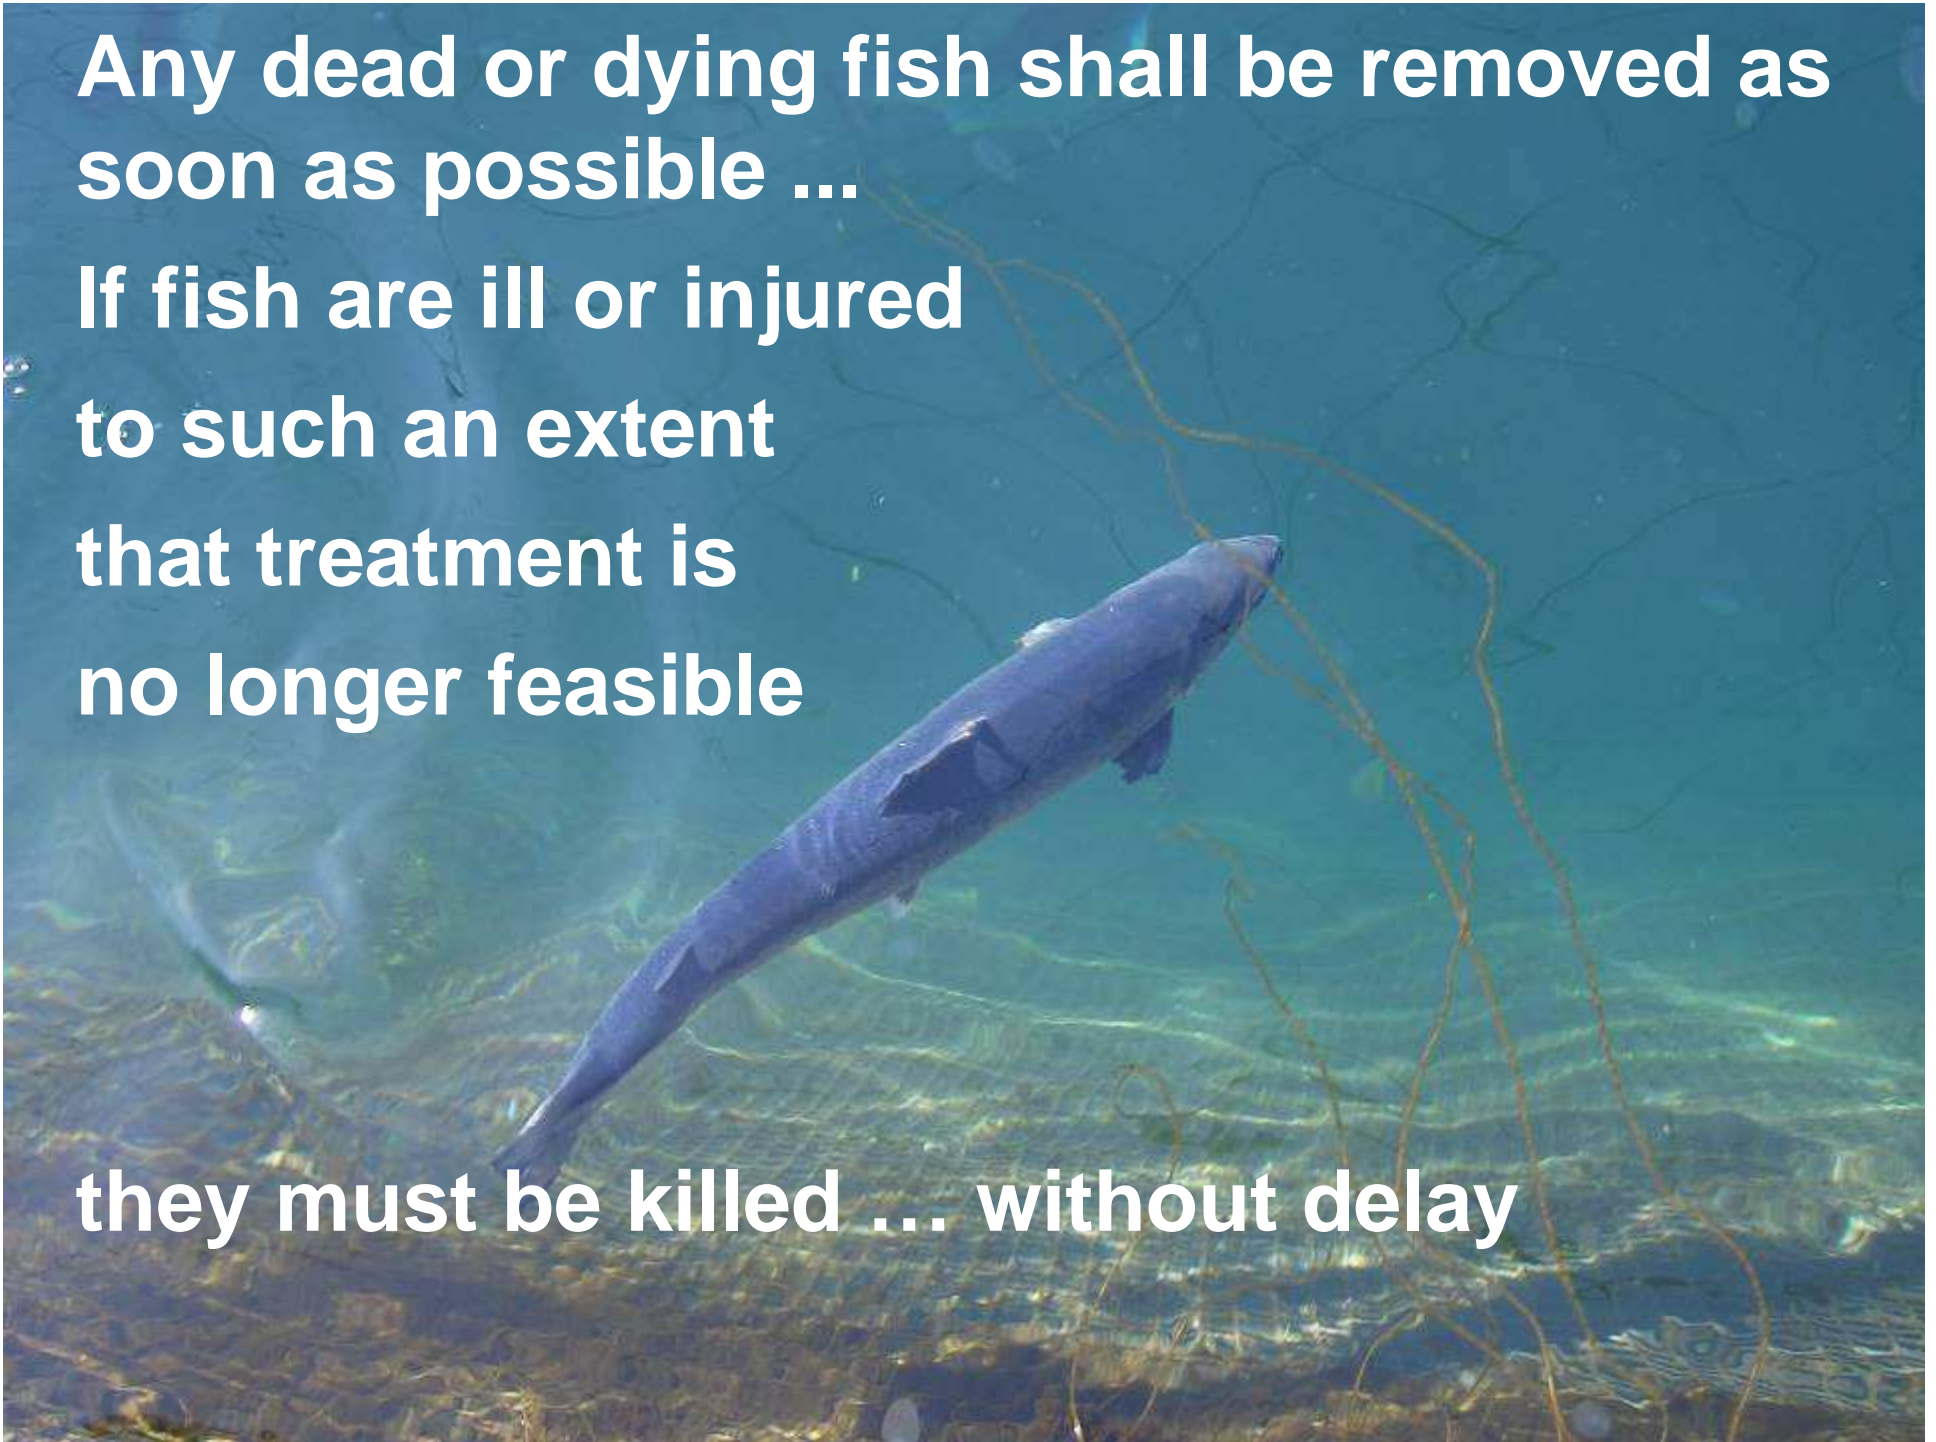 Any dead or dying fish shall be removed as
soon as possible ...
If fish are ill or injured
to such an extent
that treatment is
no longer feasible
they must be killed … without delay